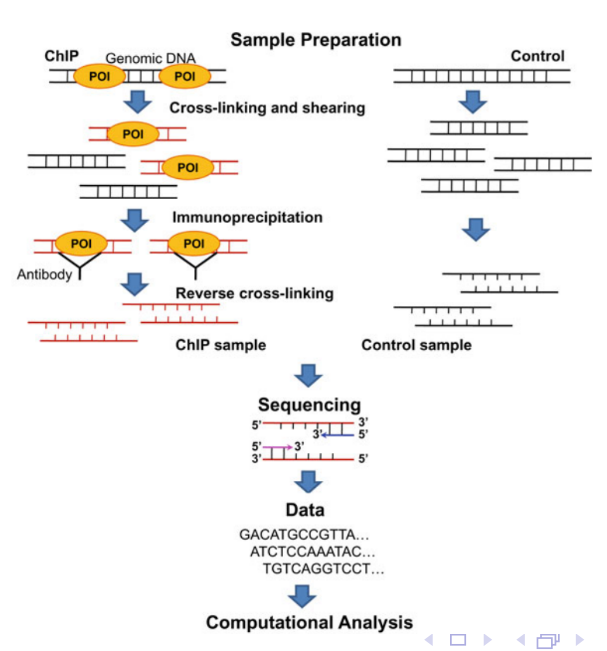 Sample Preparation
ChIP
Genomic DNA
Control
POI
POI
Cross-linking and shearing
POI
POI
Immunoprecipitation
POI
POI
Antibody
Reverse cross-linking
ChIP sample
Control sample
Sequencing
5' 3'
3' 5'
5' 3'
3' 5'
Data
GACATGCCGTTA...
ATCTCCAAATAC...
TGTCAGGTCCT...
Computational Analysis